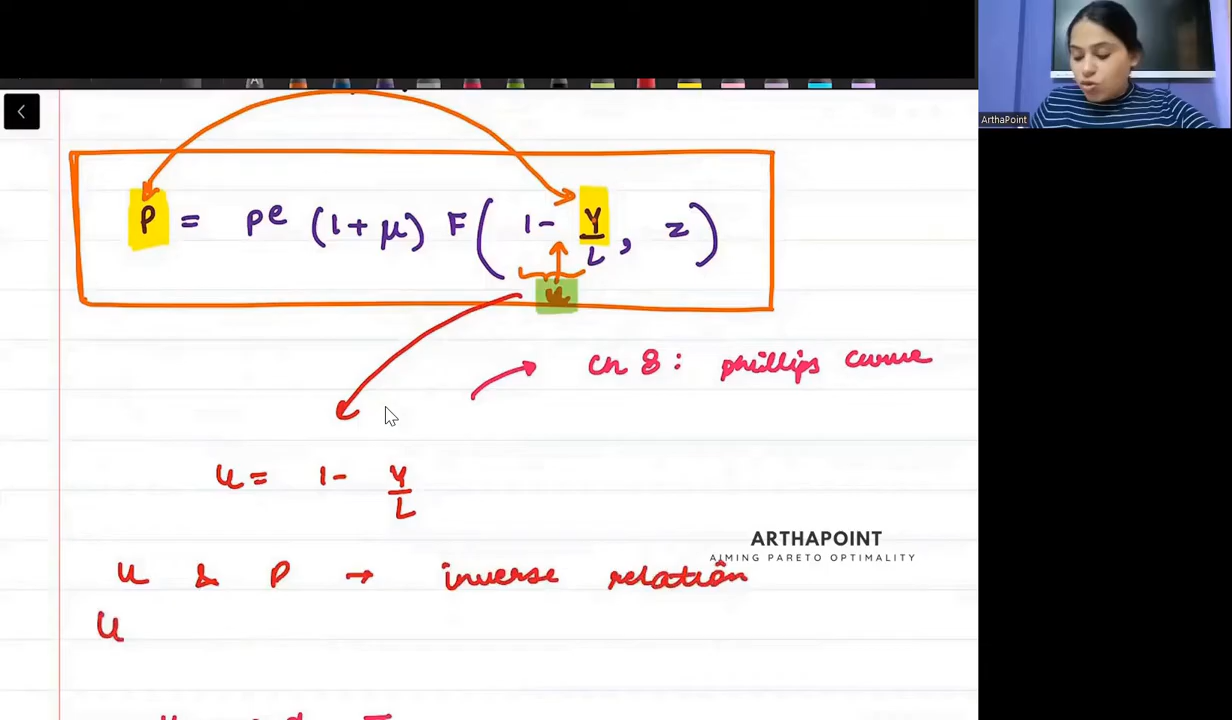 ArthaPoint
P = pe (1+ μ) F ( 1 - Y/L , z )
u
Ch 8 : phillips curve
u = 1 - Y/L
ARTHAPOINT
AIMING PARETO OPTIMALITY
u & P → inverse relation
u